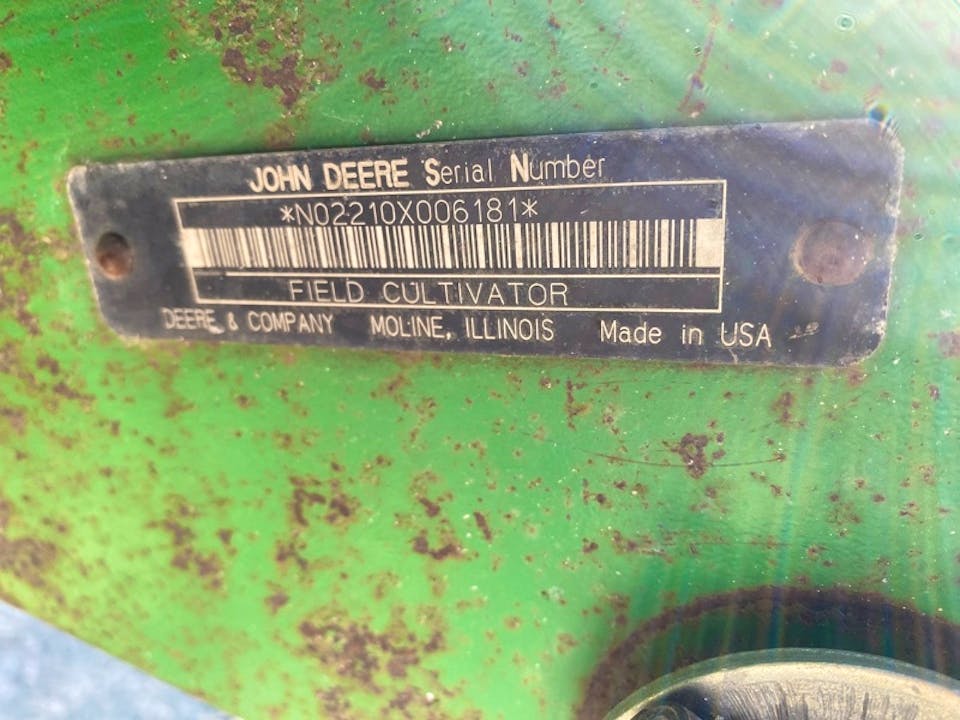 JOHN DEERE Serial Number
*N02210X006181*
FIELD CULTIVATOR
DEERE & COMPANY MOLINE, ILLINOIS Made in USA